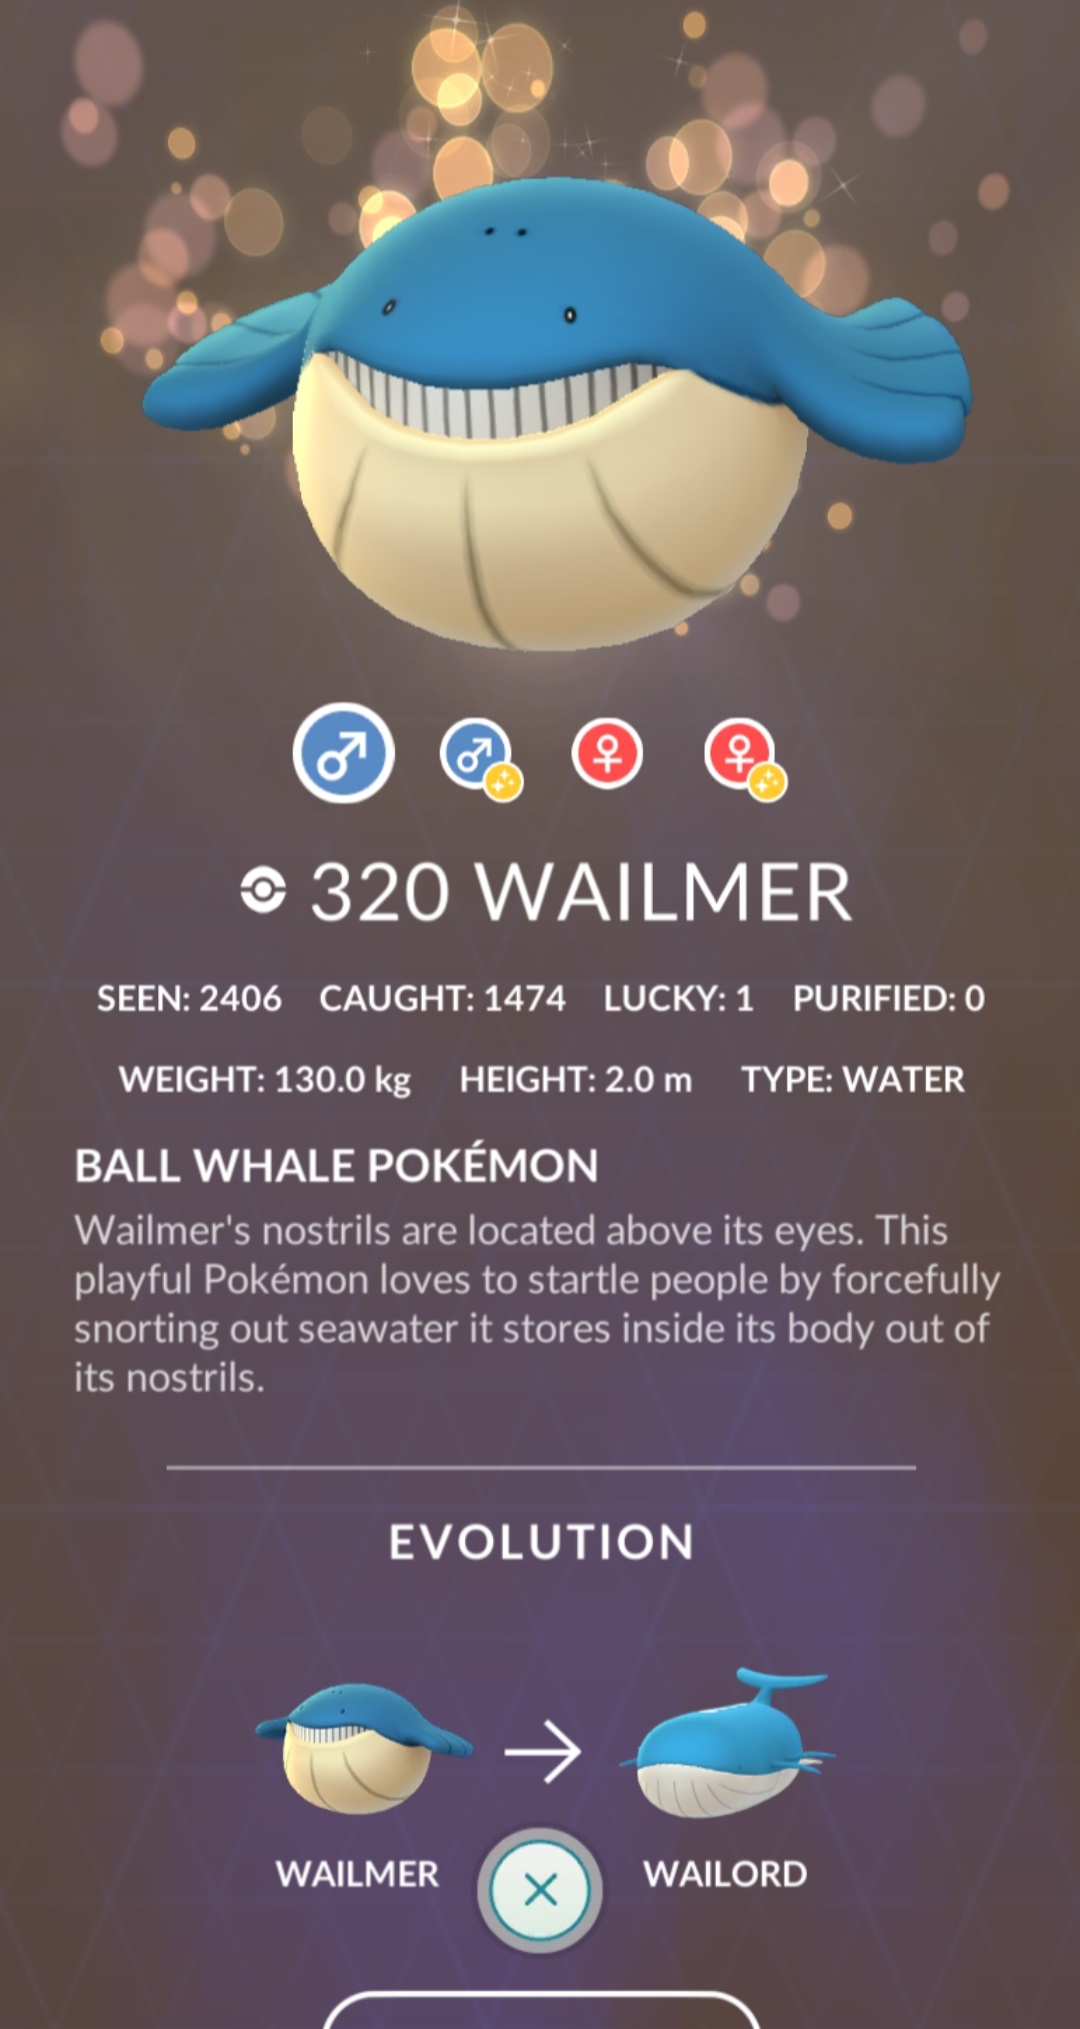 320 WAILMER
SEEN: 2406 CAUGHT: 1474 LUCKY: 1 PURIFIED: 0
WEIGHT: 130.0 kg HEIGHT: 2.0 m TYPE: WATER
BALL WHALE POKÉMON
Wailmer's nostrils are located above its eyes. This
playful Pokémon loves to startle people by forcefully
snorting out seawater it stores inside its body out of
its nostrils.
EVOLUTION
WAILMER WAILORD